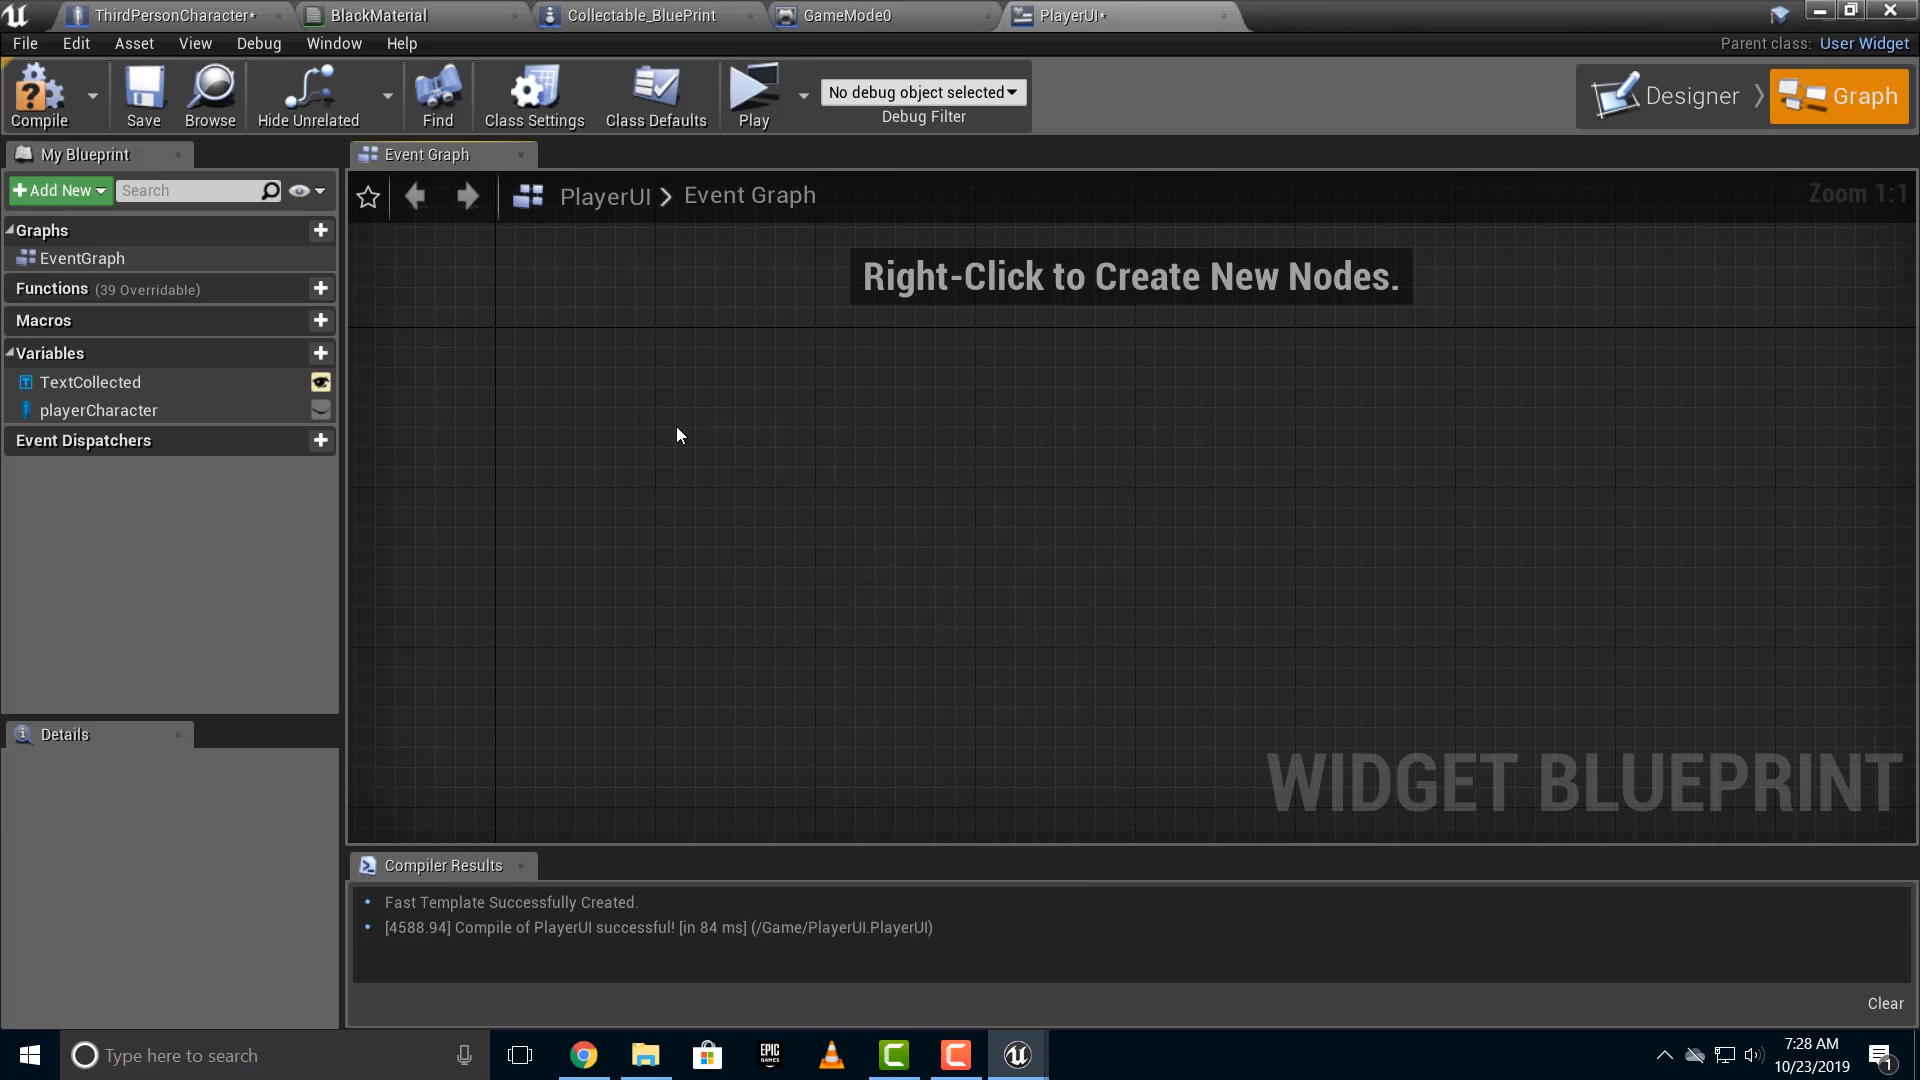 ThirdPersonCharacter*
BlackMaterial
Collectable_BluePrint
GameMode0
PlayerUI*
File
Edit
Asset
View
Debug
Window
Help
Parent class: User Widget
Compile
Save
Browse
Hide Unrelated
Find
Class Settings
Class Defaults
Play
No debug object selected
Debug Filter
Designer
Graph
My Blueprint
Event Graph
Add New
Search
PlayerUI
Event Graph
Zoom 1:1
Graphs
EventGraph
Functions (39 Overridable)
Macros
Variables
TextCollected
playerCharacter
Event Dispatchers
Right-Click to Create New Nodes.
WIDGET BLUEPRINT
Details
Compiler Results
Fast Template Successfully Created.
[4588.94] Compile of PlayerUI successful! [in 84 ms] (/Game/PlayerUI.PlayerUI)
Clear
Type here to search
EPIC
GAMES
7:28 AM
10/23/2019
1